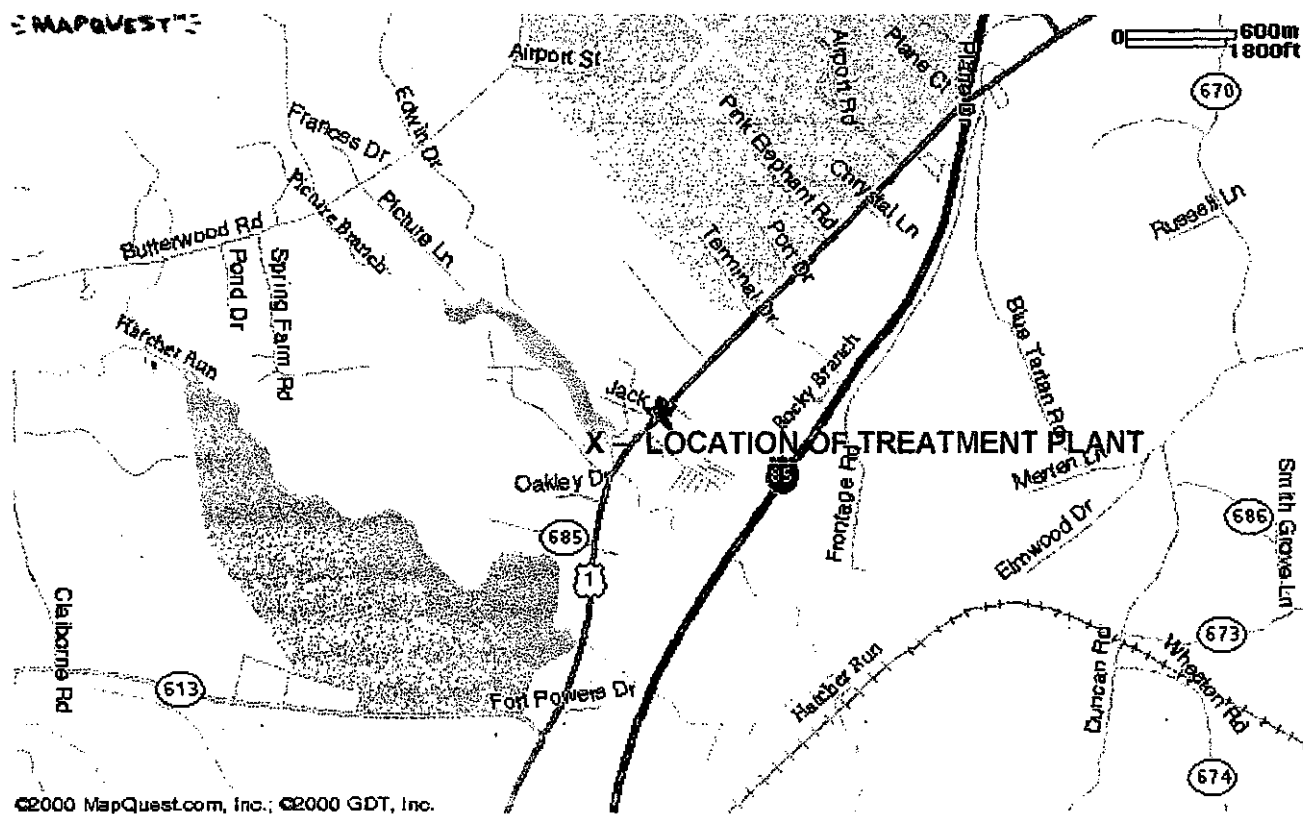 MAPQUEST™
0 600m
1800ft
Airport St
Airport Rd
Plane Ct
Plane Dr
670
Edwin Dr
Frances Dr
Pink Elephant Rd
Chrystal Ln
Russell Ln
Picture Branch
Picture Ln
Butterwood Rd
Port Dr
Terminal Dr
Pond Dr
Spring Farm Rd
Hatcher Run
Blue Tartan Rd
Rocky Branch
Jack
X
X - LOCATION OF TREATMENT PLANT
85
Oakley Dr
Frontage Rd
Elmwood Dr
686
Smith Grove Ln
685
1
Claiborne Rd
613
Fort Powers Dr
Hatcher Run
673
Duncan Rd
Wheaton Rd
674
©2000 MapQuest.com, Inc.; ©2000 GDT, Inc.